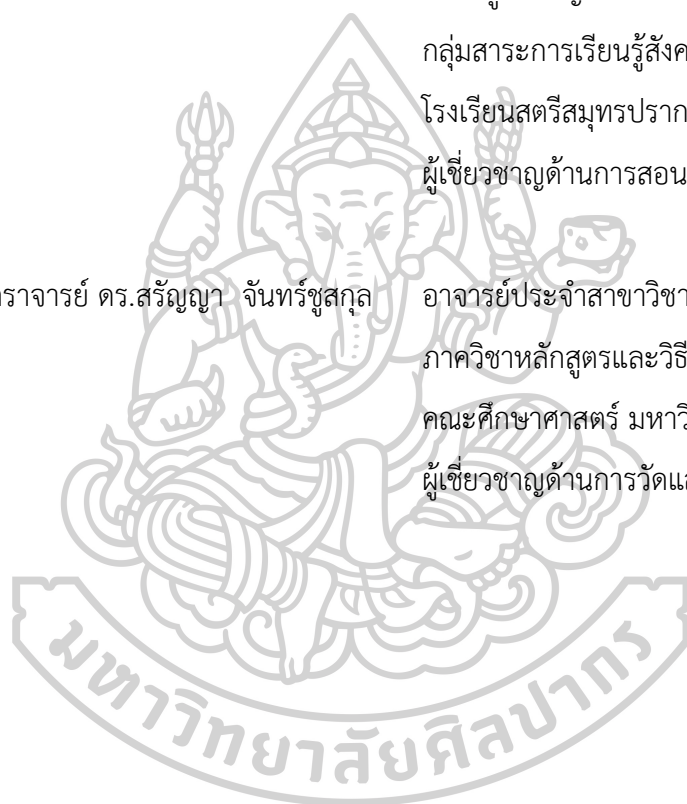 กลุ่มสาระการเรียนรู้สังค
โรงเรียนสตรีสมุทรปราก
ผู้เชี่ยวชาญด้านการสอน
ตราจารย์ ดร.สรัญญา จันทร์ชูสกุล อาจารย์ประจำสาขาวิชา
ภาควิชาหลักสูตรและวิธี
คณะศึกษาศาสตร์ มหาวิ
ผู้เชี่ยวชาญด้านการวัดแล
มหาวิทยาลัยศิลปากร